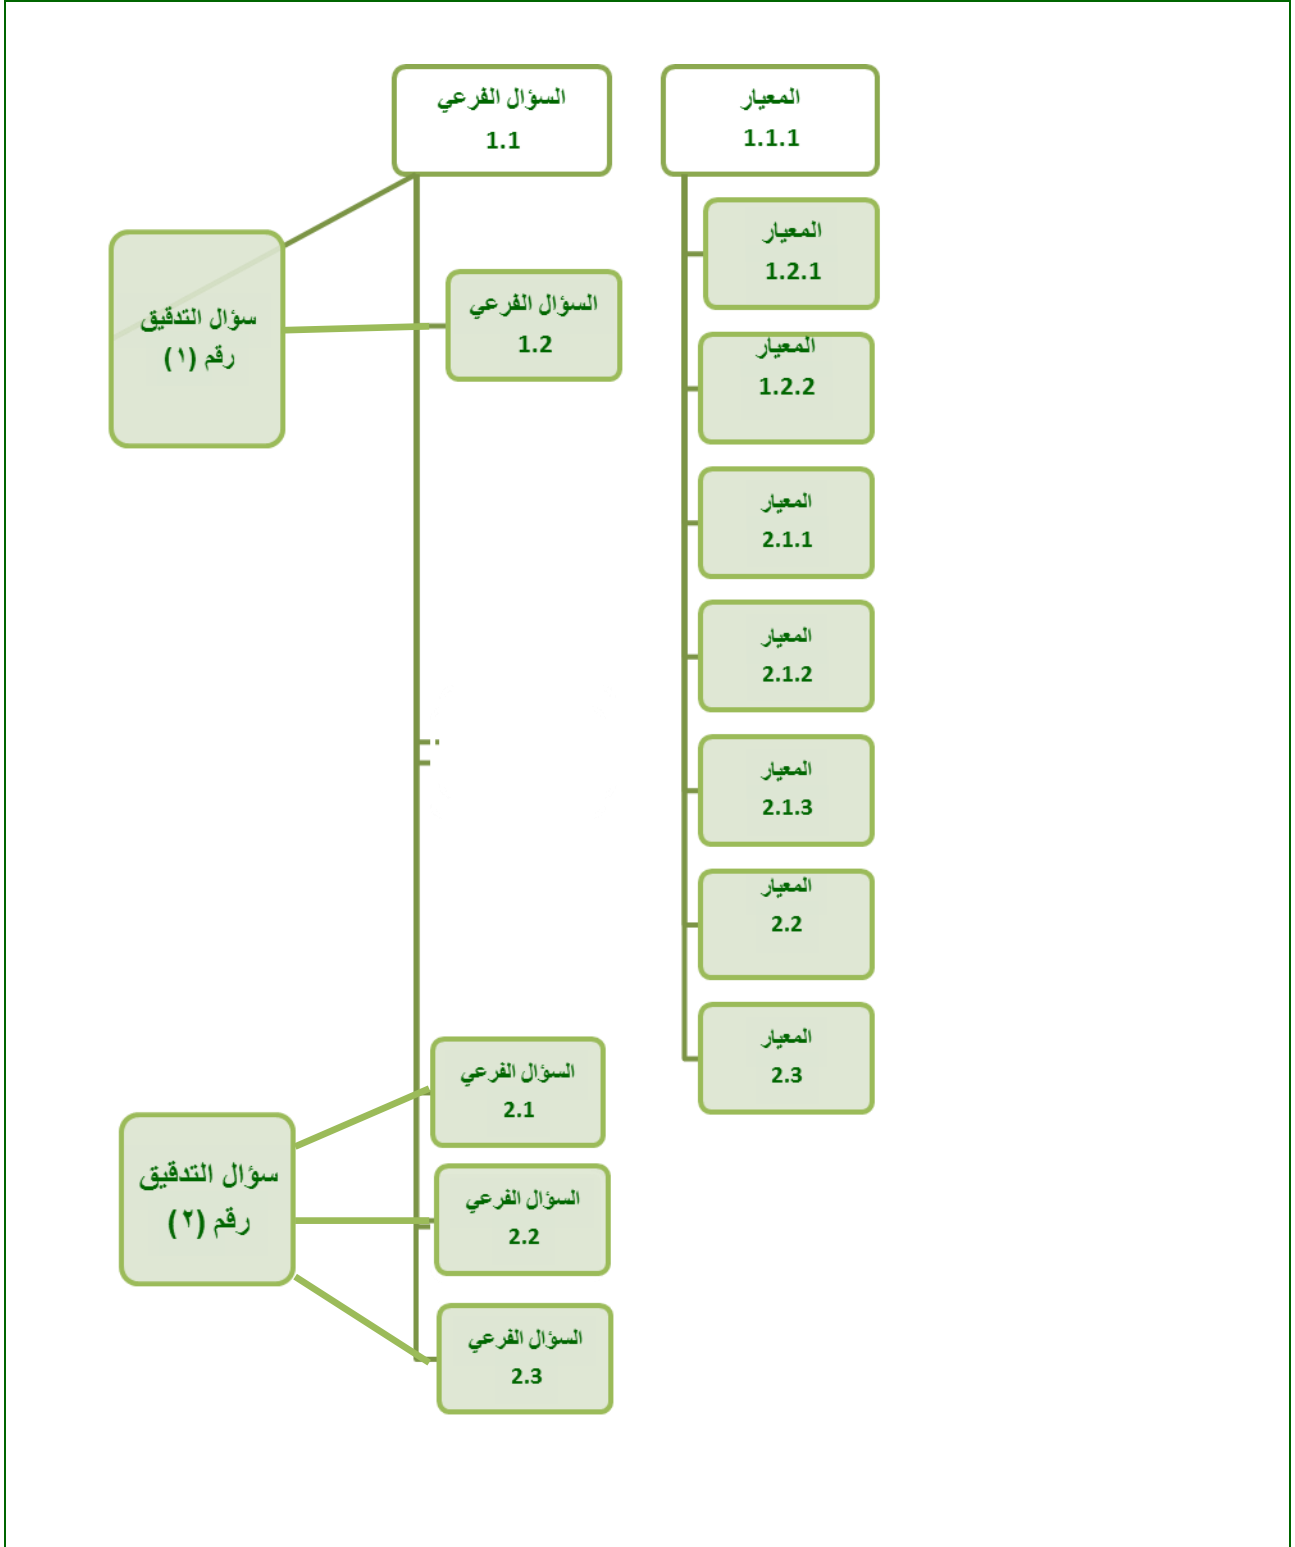 السؤال الفرعي
1.1
المعيار
1.1.1
المعيار
1.2.1
سؤال التدقيق
رقم (١)
السؤال الفرعي
1.2
المعيار
1.2.2
المعيار
2.1.1
المعيار
2.1.2
المعيار
2.1.3
المعيار
2.2
المعيار
2.3
السؤال الفرعي
2.1
سؤال التدقيق
رقم (٢)
السؤال الفرعي
2.2
السؤال الفرعي
2.3